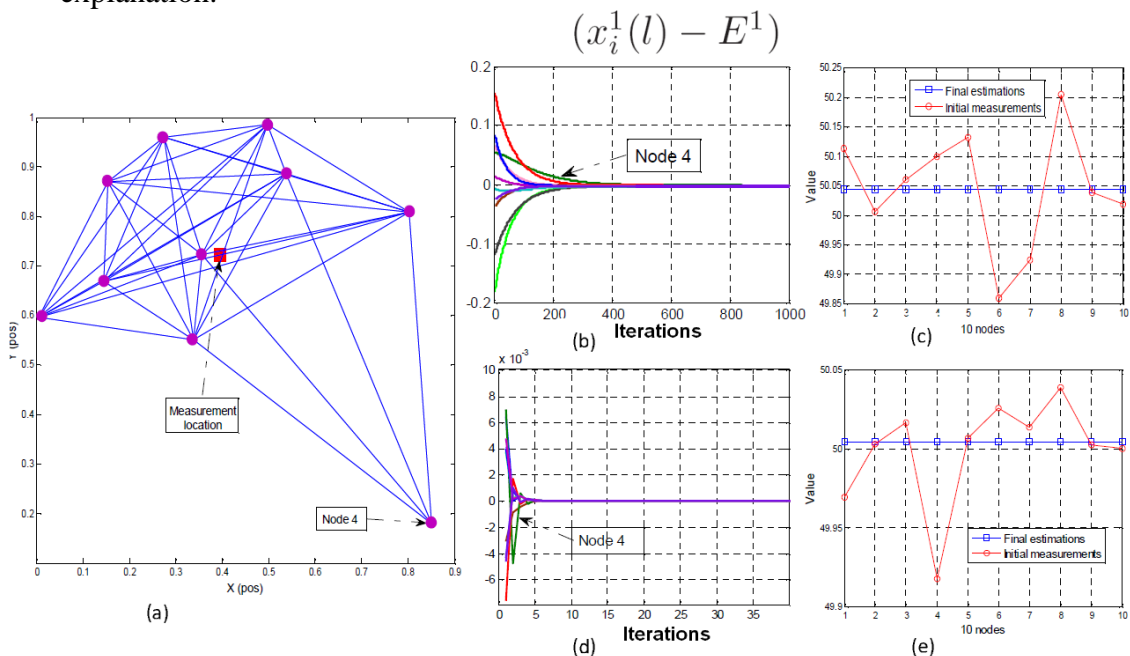 explanation.
(x_i^1(l) − E^1)
1
0.9
0.8
0.7
0.6
0.5
0.4
0.3
0.2
Y (pos)
Measurement
location
Node 4
0 0.1 0.2 0.3 0.4 0.5 0.6 0.7 0.8 0.9
X (pos)
(a)
0.2
0.1
0
-0.1
-0.2
Node 4
0 200 400 600 800 1000
Iterations
(b)
50.25
50.2
50.15
50.1
50.05
50
49.95
49.9
49.85
Value
Final estimations
Initial measurements
1 2 3 4 5 6 7 8 9 10
10 nodes
(c)
x 10^-3
10
8
6
4
2
0
-2
-4
-6
Node 4
0 5 10 15 20 25 30 35
Iterations
(d)
50.05
50
49.95
49.9
Value
Final estimations
Initial measurements
1 2 3 4 5 6 7 8 9 10
10 nodes
(e)